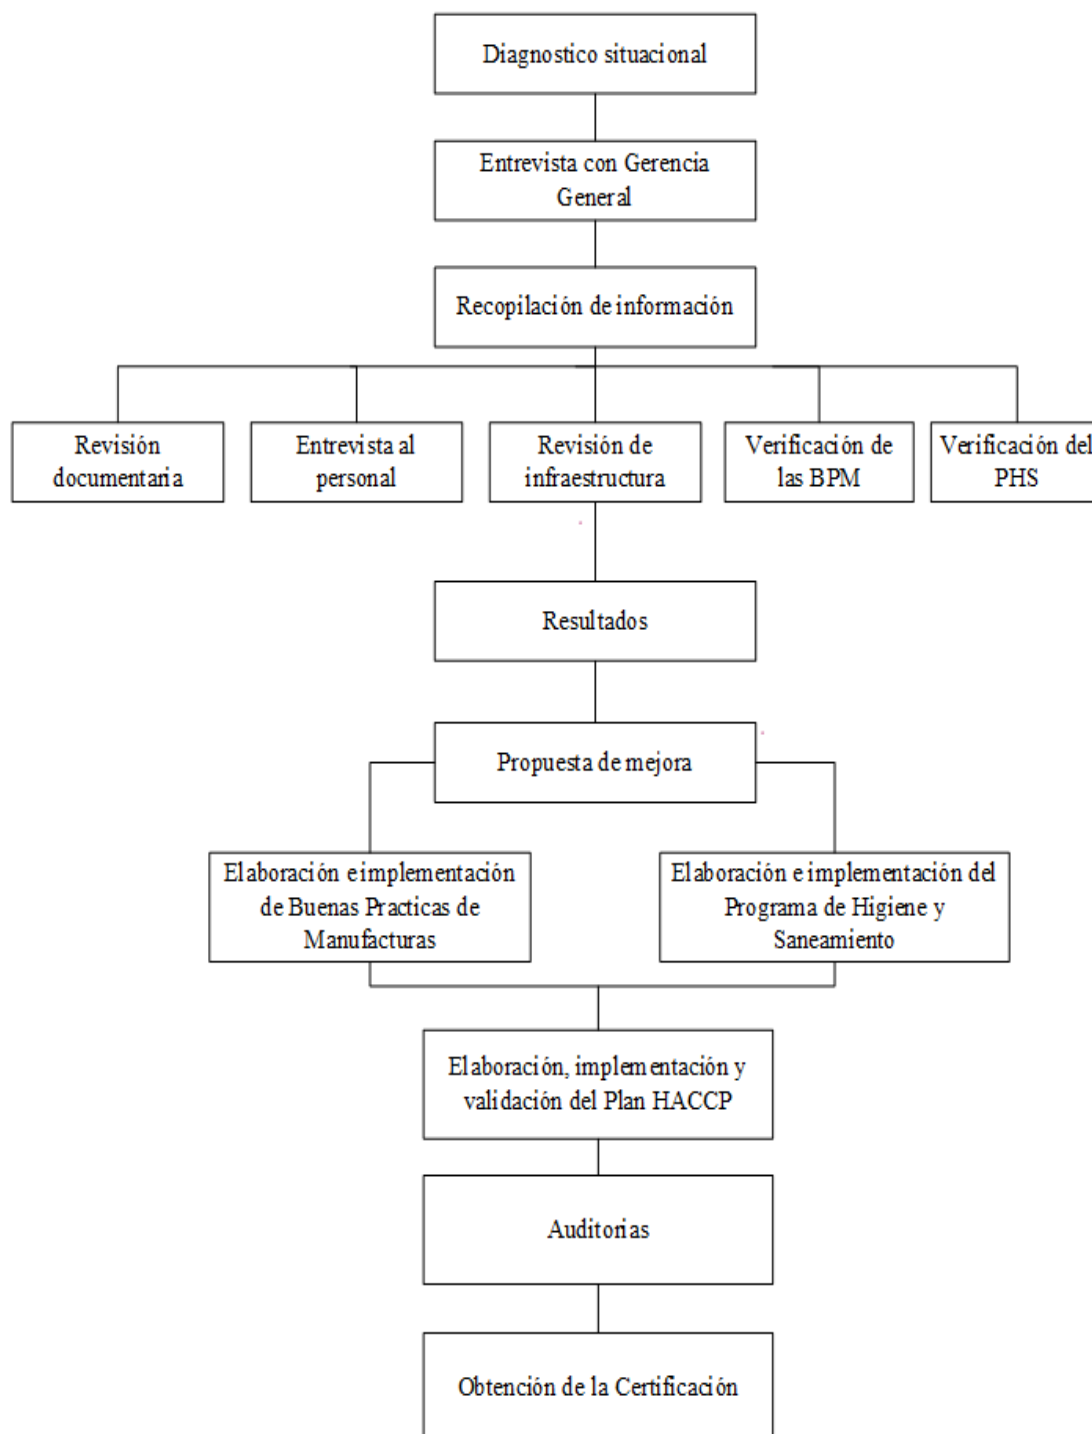 Diagnostico situacional
Entrevista con Gerencia
General
Recopilación de información
Revisión
documentaria
Entrevista al
personal
Revisión de
infraestructura
Verificación de
las BPM
Verificación del
PHS
Resultados
Propuesta de mejora
Elaboración e implementación
de Buenas Practicas de
Manufacturas
Elaboración e implementación del
Programa de Higiene y
Saneamiento
Elaboración, implementación y
validación del Plan HACCP
Auditorias
Obtención de la Certificación